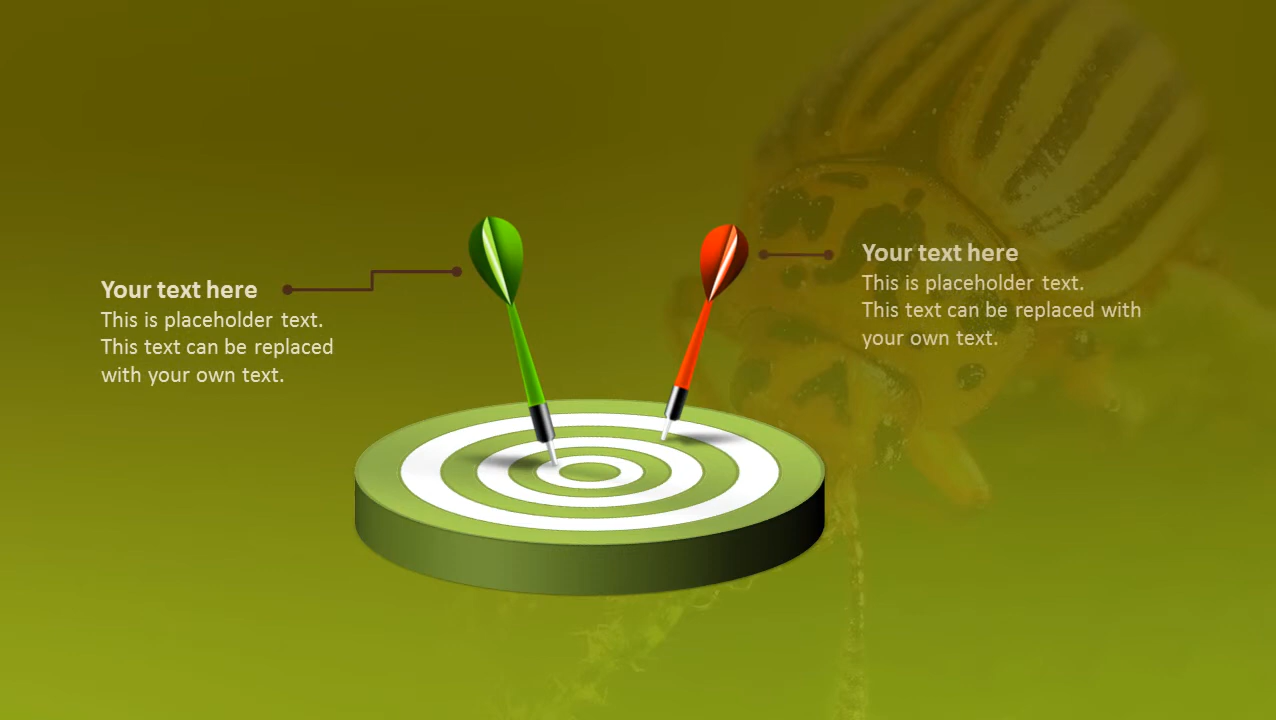 Your text here
This is placeholder text.
This text can be replaced
with your own text.
Your text here
This is placeholder text.
This text can be replaced with
your own text.